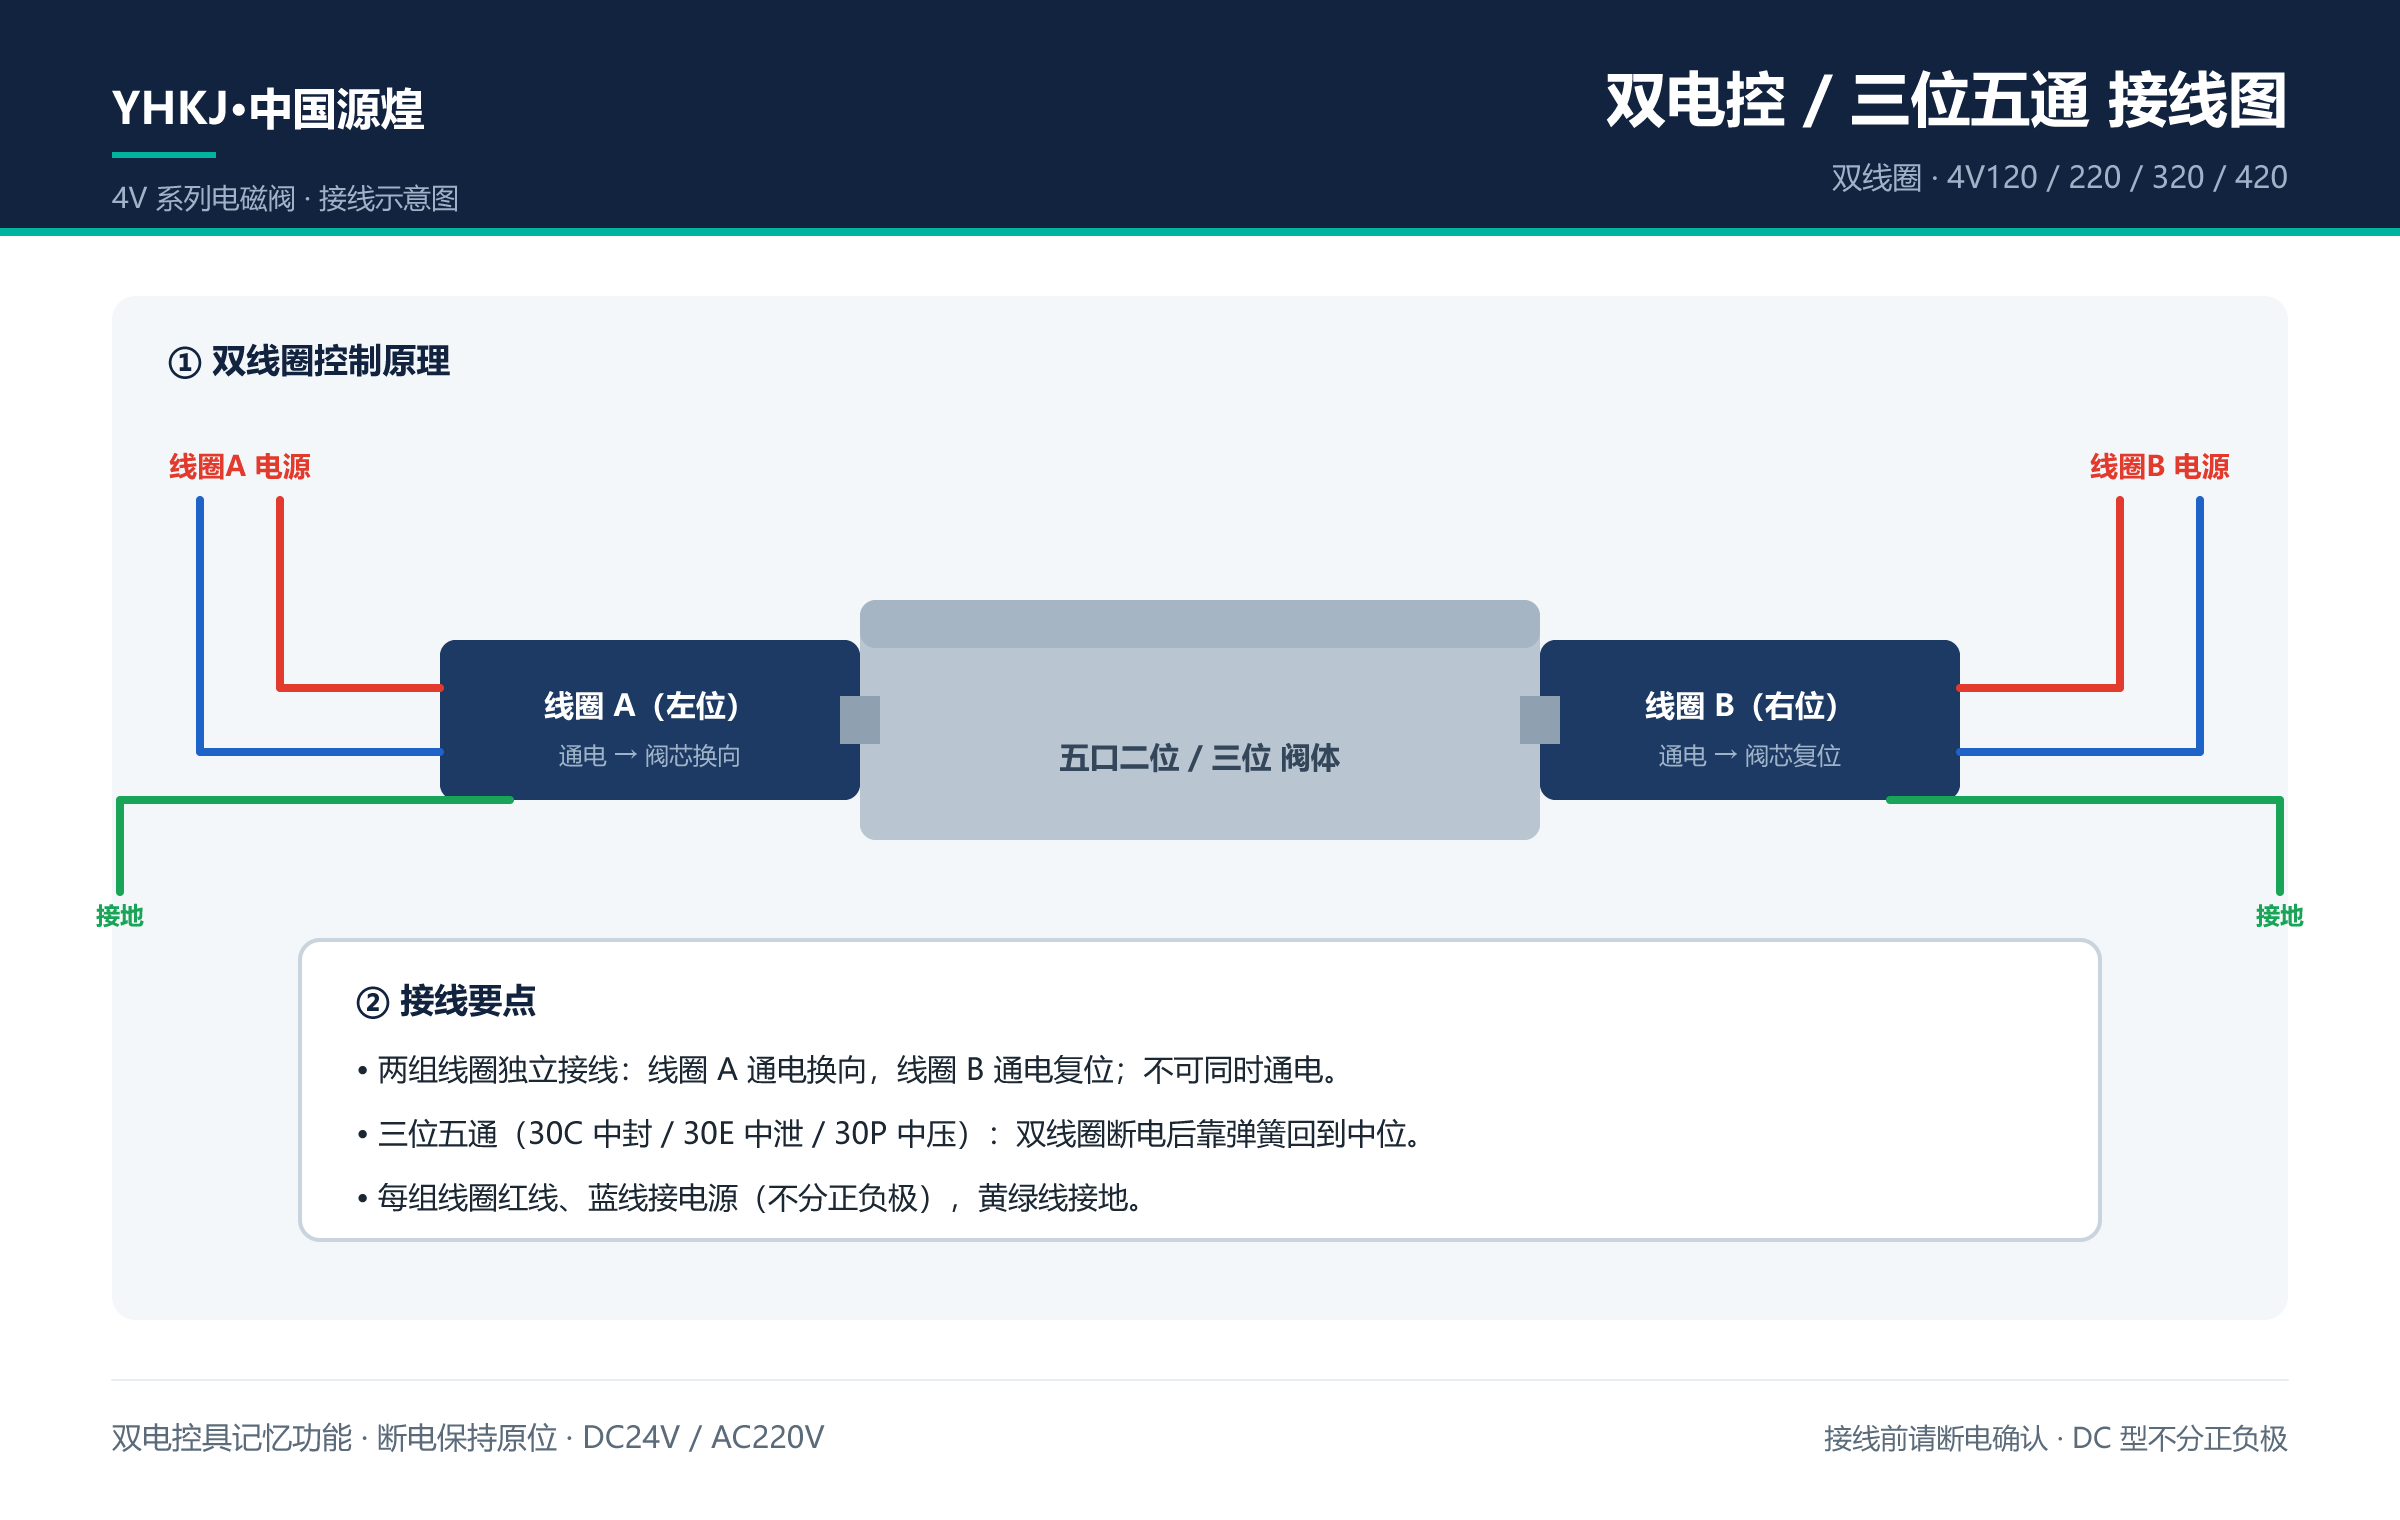 YHKJ·中国源煌
4V 系列电磁阀 · 接线示意图
双电控 / 三位五通 接线图
双线圈 · 4V120 / 220 / 320 / 420
① 双线圈控制原理
线圈A 电源
线圈B 电源
线圈 A（左位）
通电 → 阀芯换向
五口二位 / 三位 阀体
线圈 B（右位）
通电 → 阀芯复位
接地
接地
② 接线要点
• 两组线圈独立接线：线圈 A 通电换向，线圈 B 通电复位；不可同时通电。
• 三位五通（30C 中封 / 30E 中泄 / 30P 中压）：双线圈断电后靠弹簧回到中位。
• 每组线圈红线、蓝线接电源（不分正负极），黄绿线接地。
双电控具记忆功能 · 断电保持原位 · DC24V / AC220V
接线前请断电确认 · DC 型不分正负极